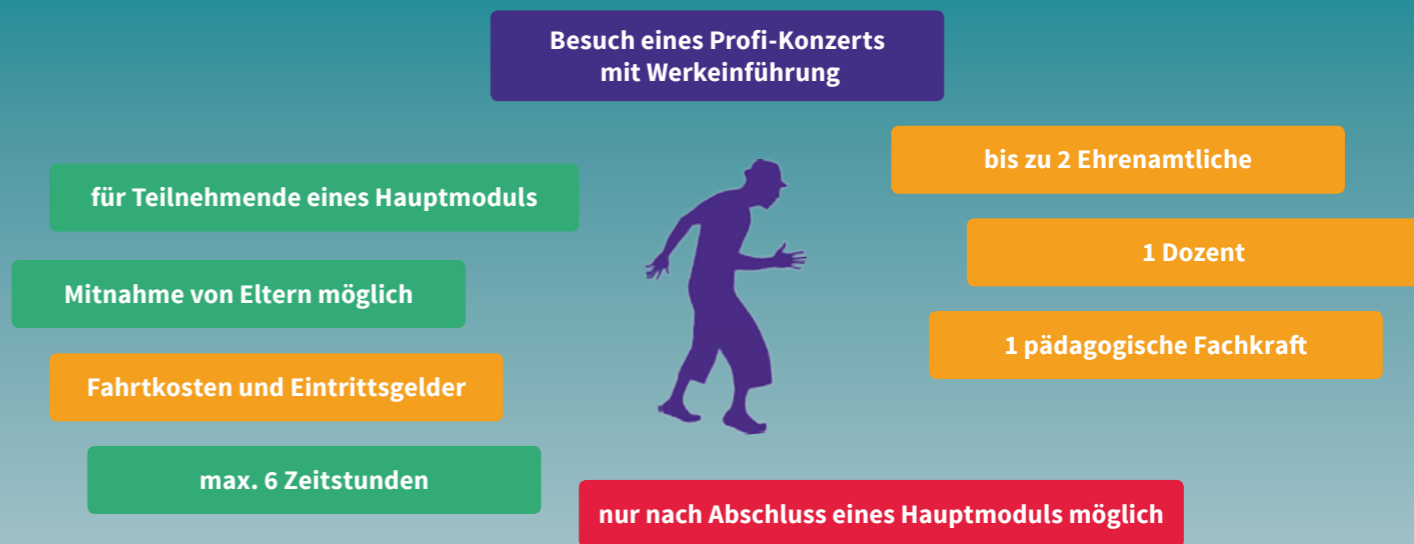 Besuch eines Profi-Konzerts
mit Werkeinführung
für Teilnehmende eines Hauptmoduls
Mitnahme von Eltern möglich
Fahrtkosten und Eintrittsgelder
max. 6 Zeitstunden
bis zu 2 Ehrenamtliche
1 Dozent
1 pädagogische Fachkraft
nur nach Abschluss eines Hauptmoduls möglich